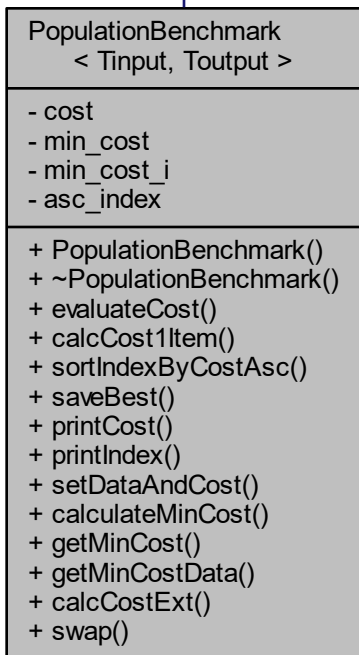 PopulationBenchmark
< Tinput, Toutput >
- cost
- min_cost
- min_cost_i
- asc_index
+ PopulationBenchmark()
+ ~PopulationBenchmark()
+ evaluateCost()
+ calcCost1Item()
+ sortIndexByCostAsc()
+ saveBest()
+ printCost()
+ printIndex()
+ setDataAndCost()
+ calculateMinCost()
+ getMinCost()
+ getMinCostData()
+ calcCostExt()
+ swap()